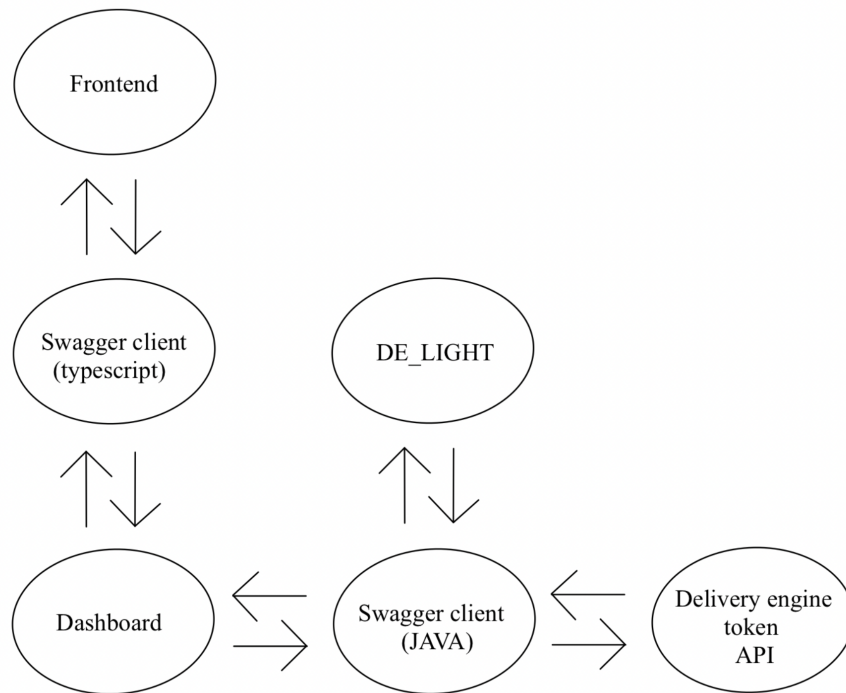 Frontend
Swagger client
(typescript)
DE_LIGHT
Dashboard
Swagger client
(JAVA)
Delivery engine
token
API